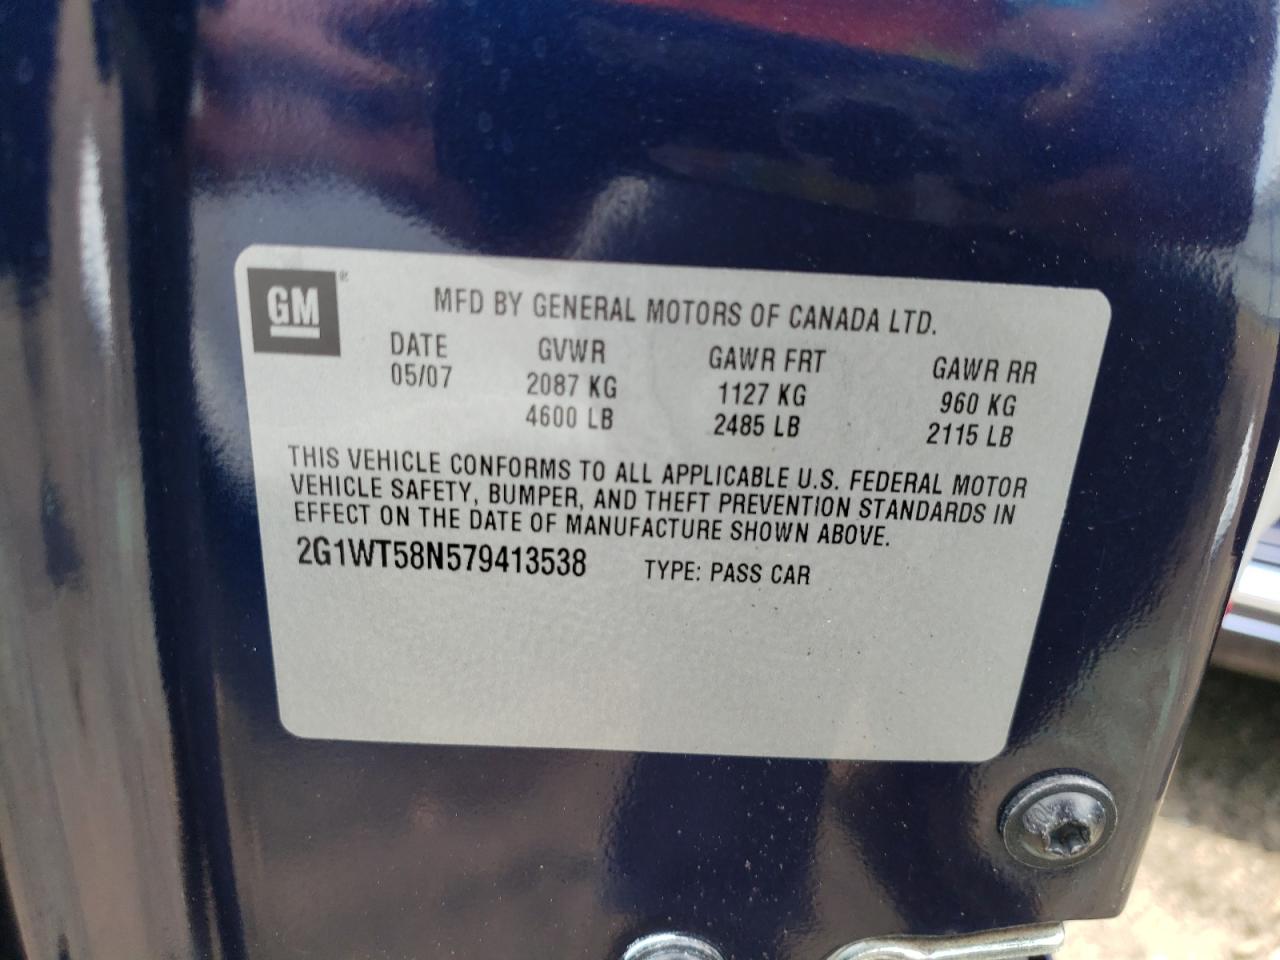 GM ®
MFD BY GENERAL MOTORS OF CANADA LTD.
DATE GVWR GAWR FRT GAWR RR
05/07 2087 KG 1127 KG 960 KG
4600 LB 2485 LB 2115 LB
THIS VEHICLE CONFORMS TO ALL APPLICABLE U.S. FEDERAL MOTOR
VEHICLE SAFETY, BUMPER, AND THEFT PREVENTION STANDARDS IN
EFFECT ON THE DATE OF MANUFACTURE SHOWN ABOVE.
2G1WT58N579413538 TYPE: PASS CAR